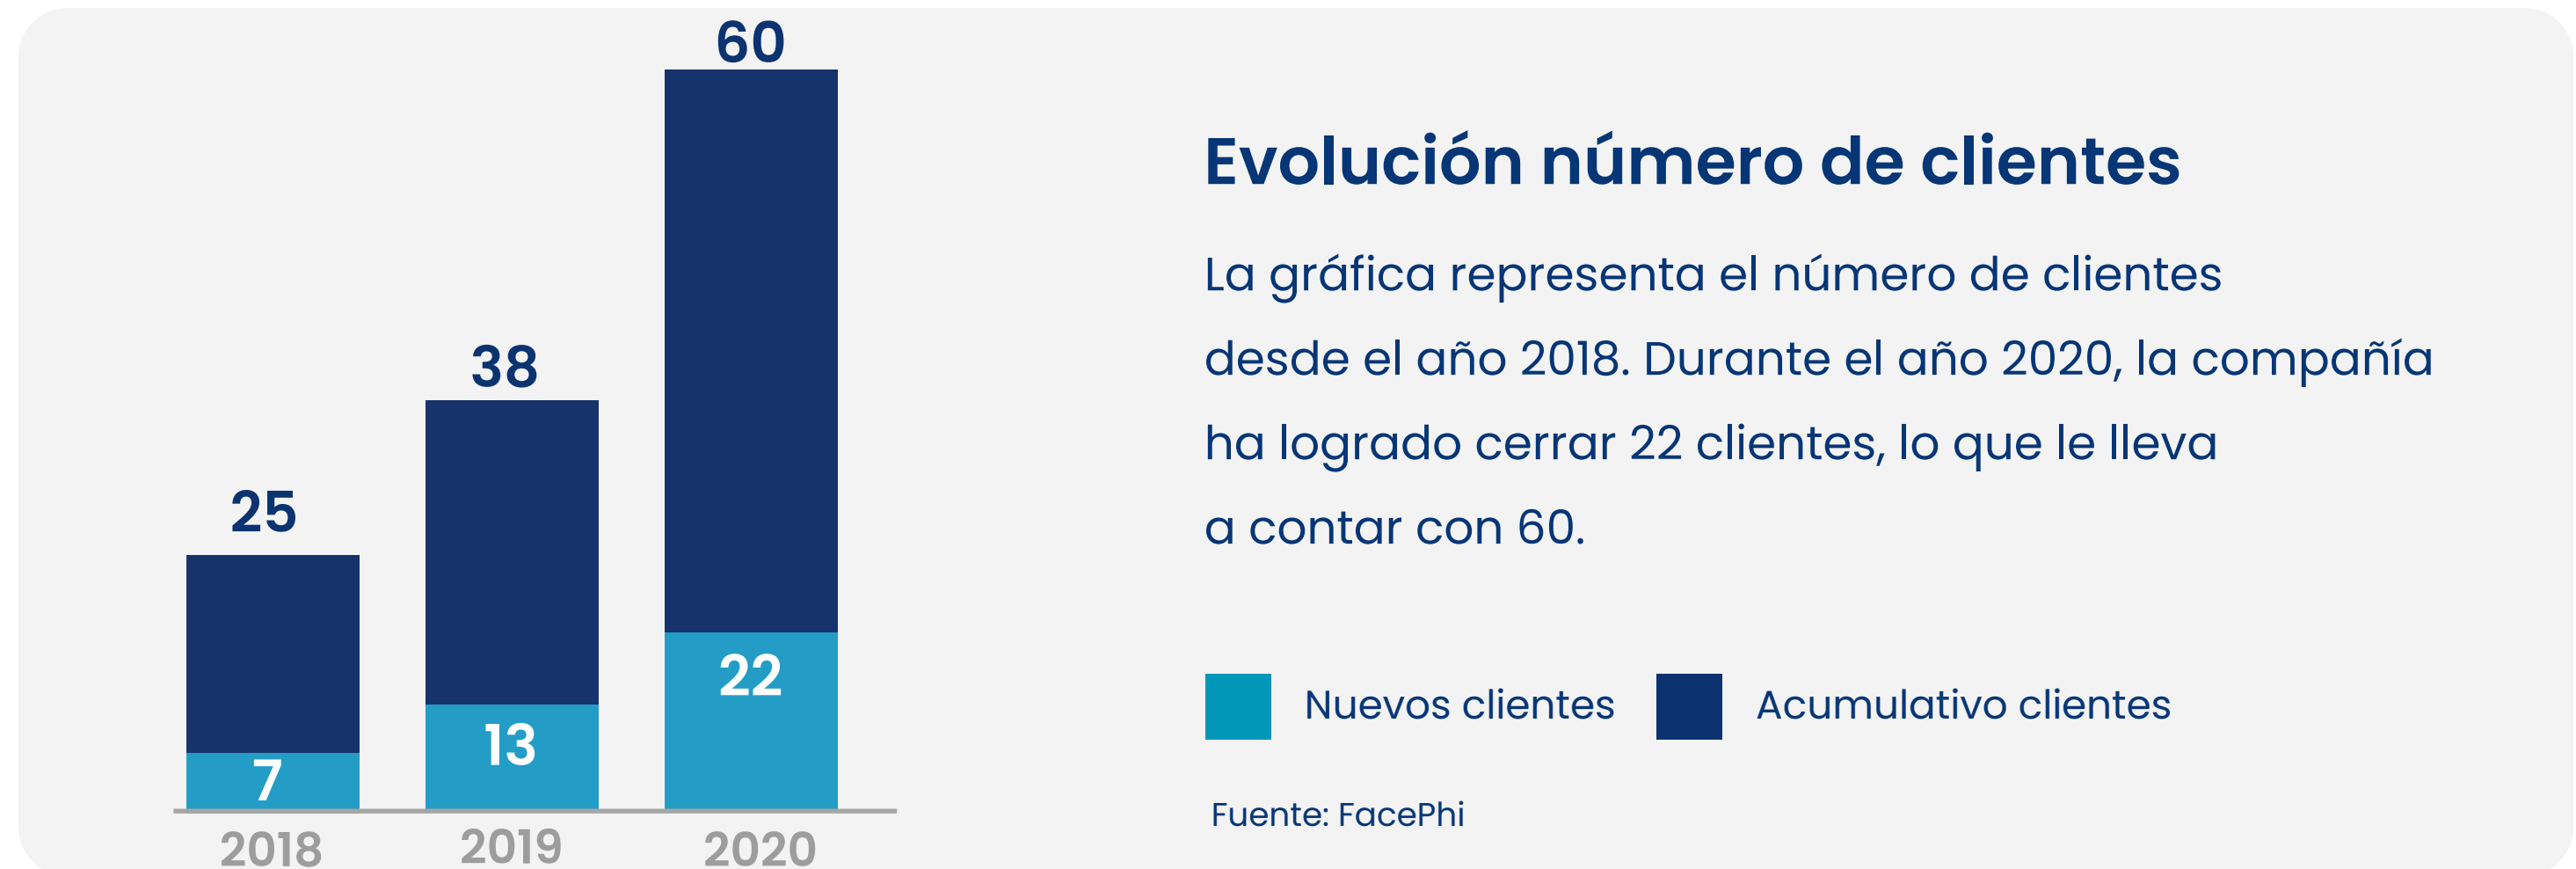 60
38
25
22
13
7
2018
2019
2020
Evolución número de clientes
La gráfica representa el número de clientes
desde el año 2018. Durante el año 2020, la compañía
ha logrado cerrar 22 clientes, lo que le lleva
a contar con 60.
Nuevos clientes
Acumulativo clientes
Fuente: FacePhi